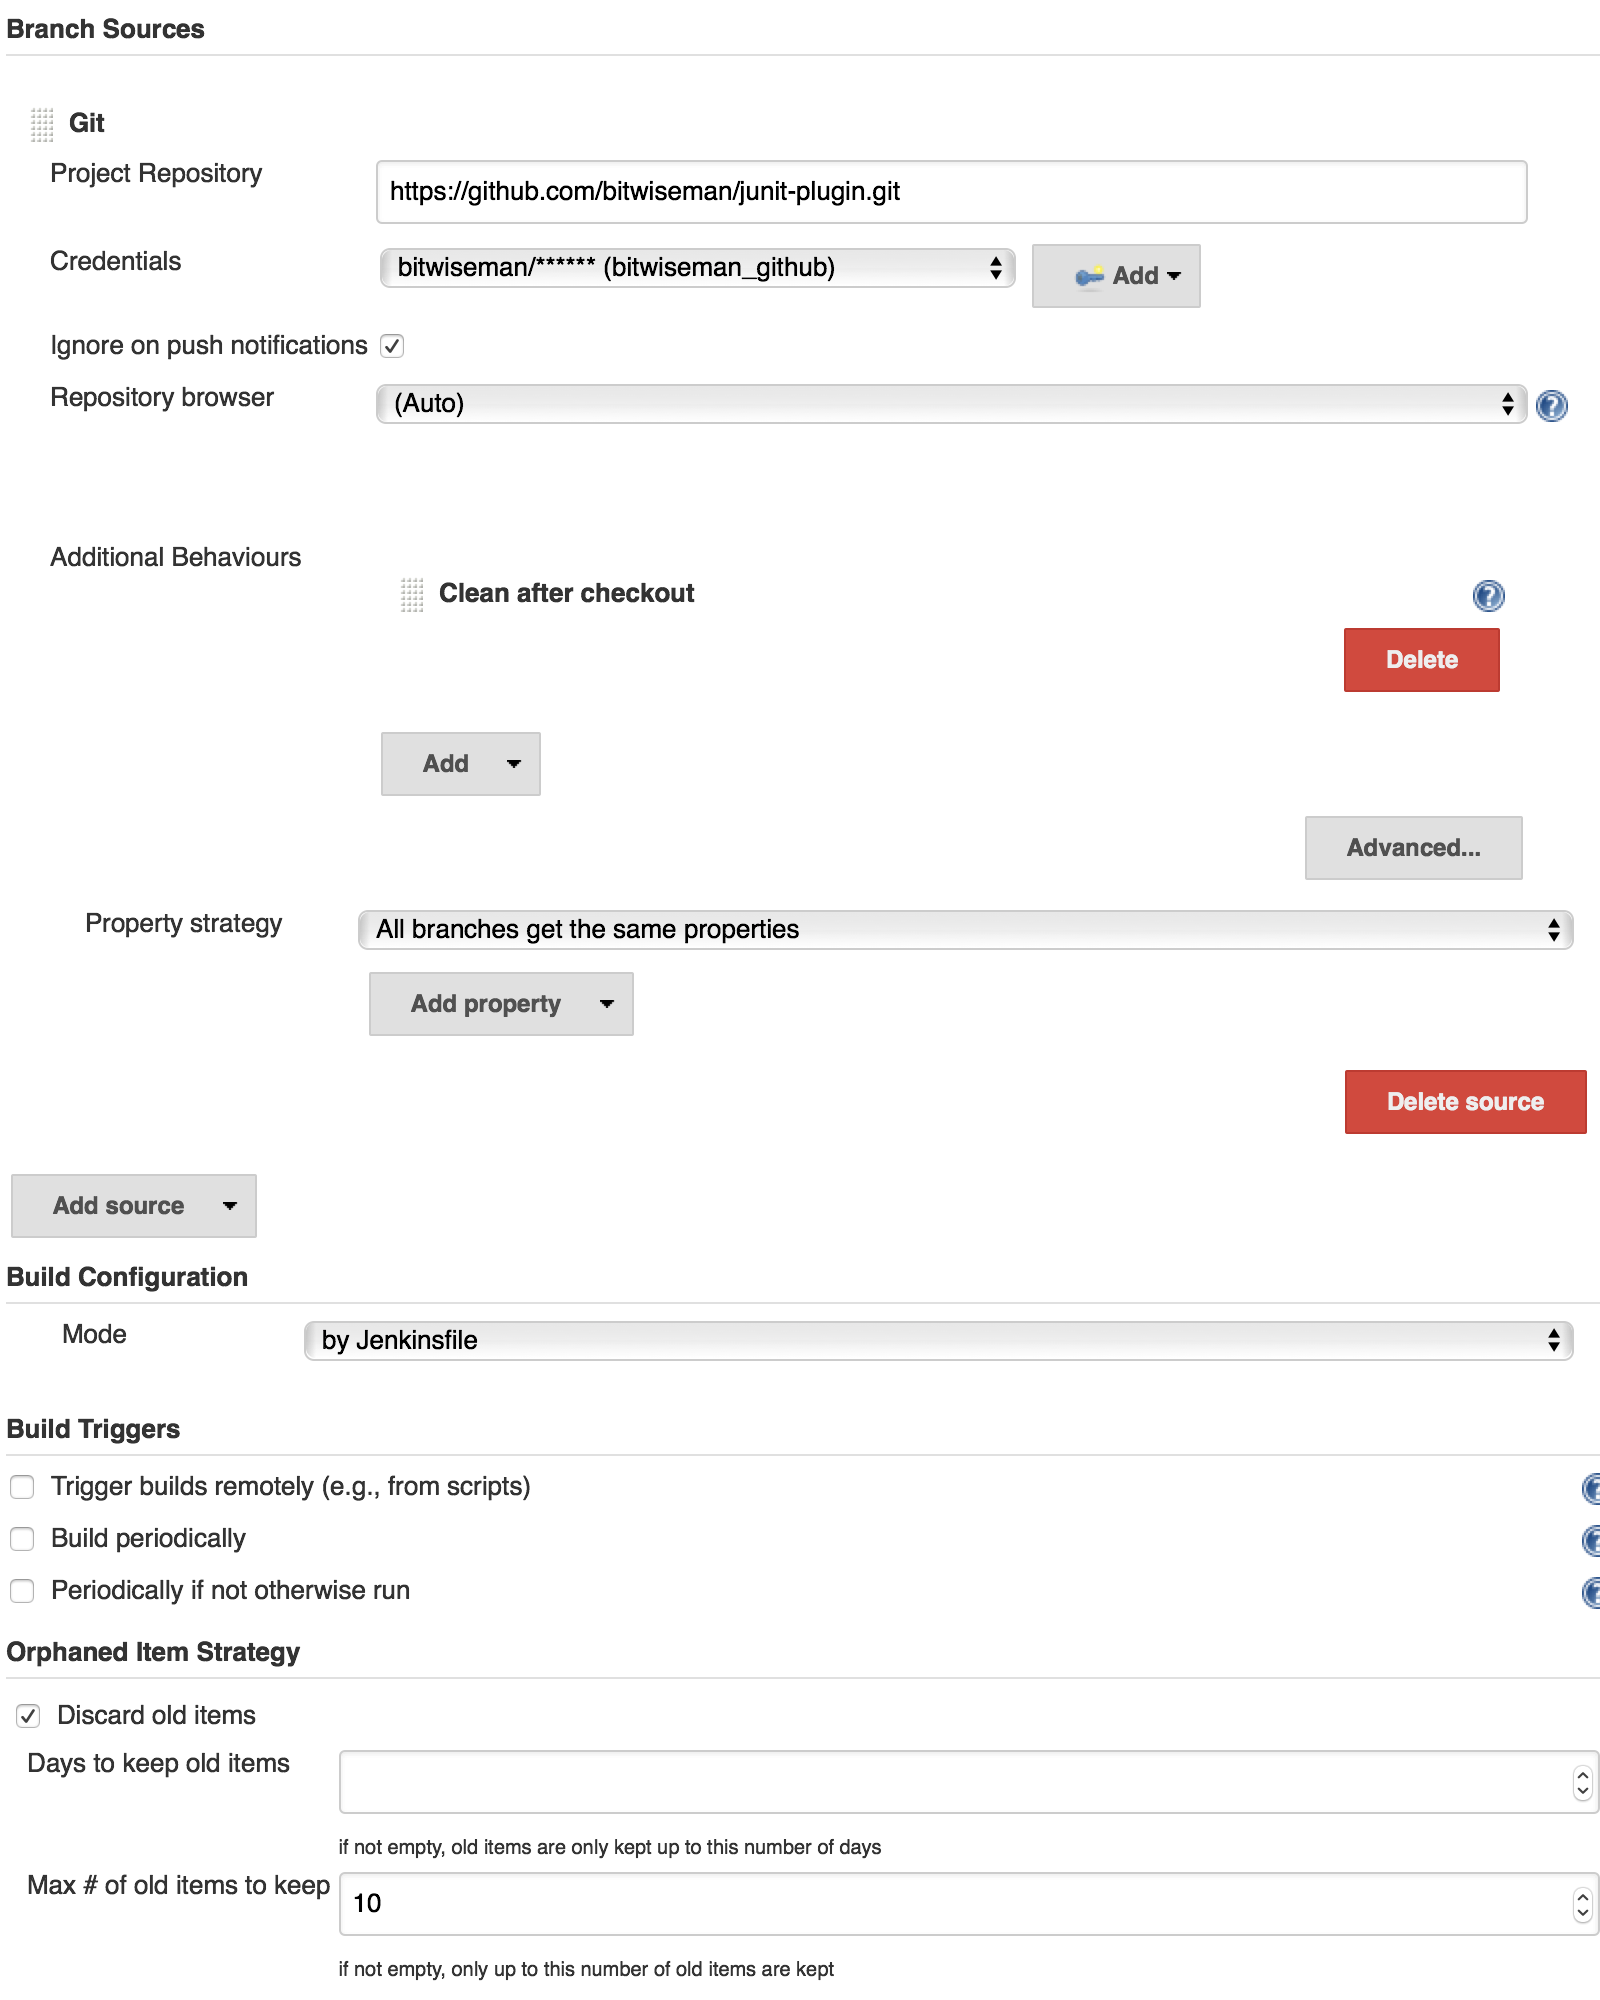 Branch Sources
Git
Project Repository
https://github.com/bitwiseman/junit-plugin.git
Credentials
bitwiseman/****** (bitwiseman_github)
Add
Ignore on push notifications
Repository browser
(Auto)
Additional Behaviours
Clean after checkout
Delete
Add
Advanced...
Property strategy
All branches get the same properties
Add property
Delete source
Add source
Build Configuration
Mode
by Jenkinsfile
Build Triggers
Trigger builds remotely (e.g., from scripts)
Build periodically
Periodically if not otherwise run
Orphaned Item Strategy
Discard old items
Days to keep old items
if not empty, old items are only kept up to this number of days
Max # of old items to keep
10
if not empty, only up to this number of old items are kept